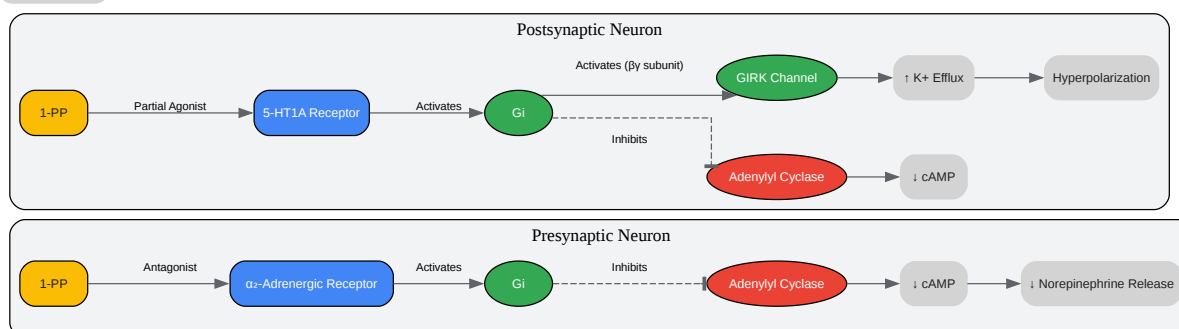 Postsynaptic Neuron
1-PP
Partial Agonist
5-HT1A Receptor
Activates
Gi
Activates (βγ subunit)
GIRK Channel
↑ K+ Efflux
Hyperpolarization
Inhibits
Adenylyl Cyclase
↓ cAMP
Presynaptic Neuron
1-PP
Antagonist
α₂-Adrenergic Receptor
Activates
Gi
Inhibits
Adenylyl Cyclase
↓ cAMP
↓ Norepinephrine Release